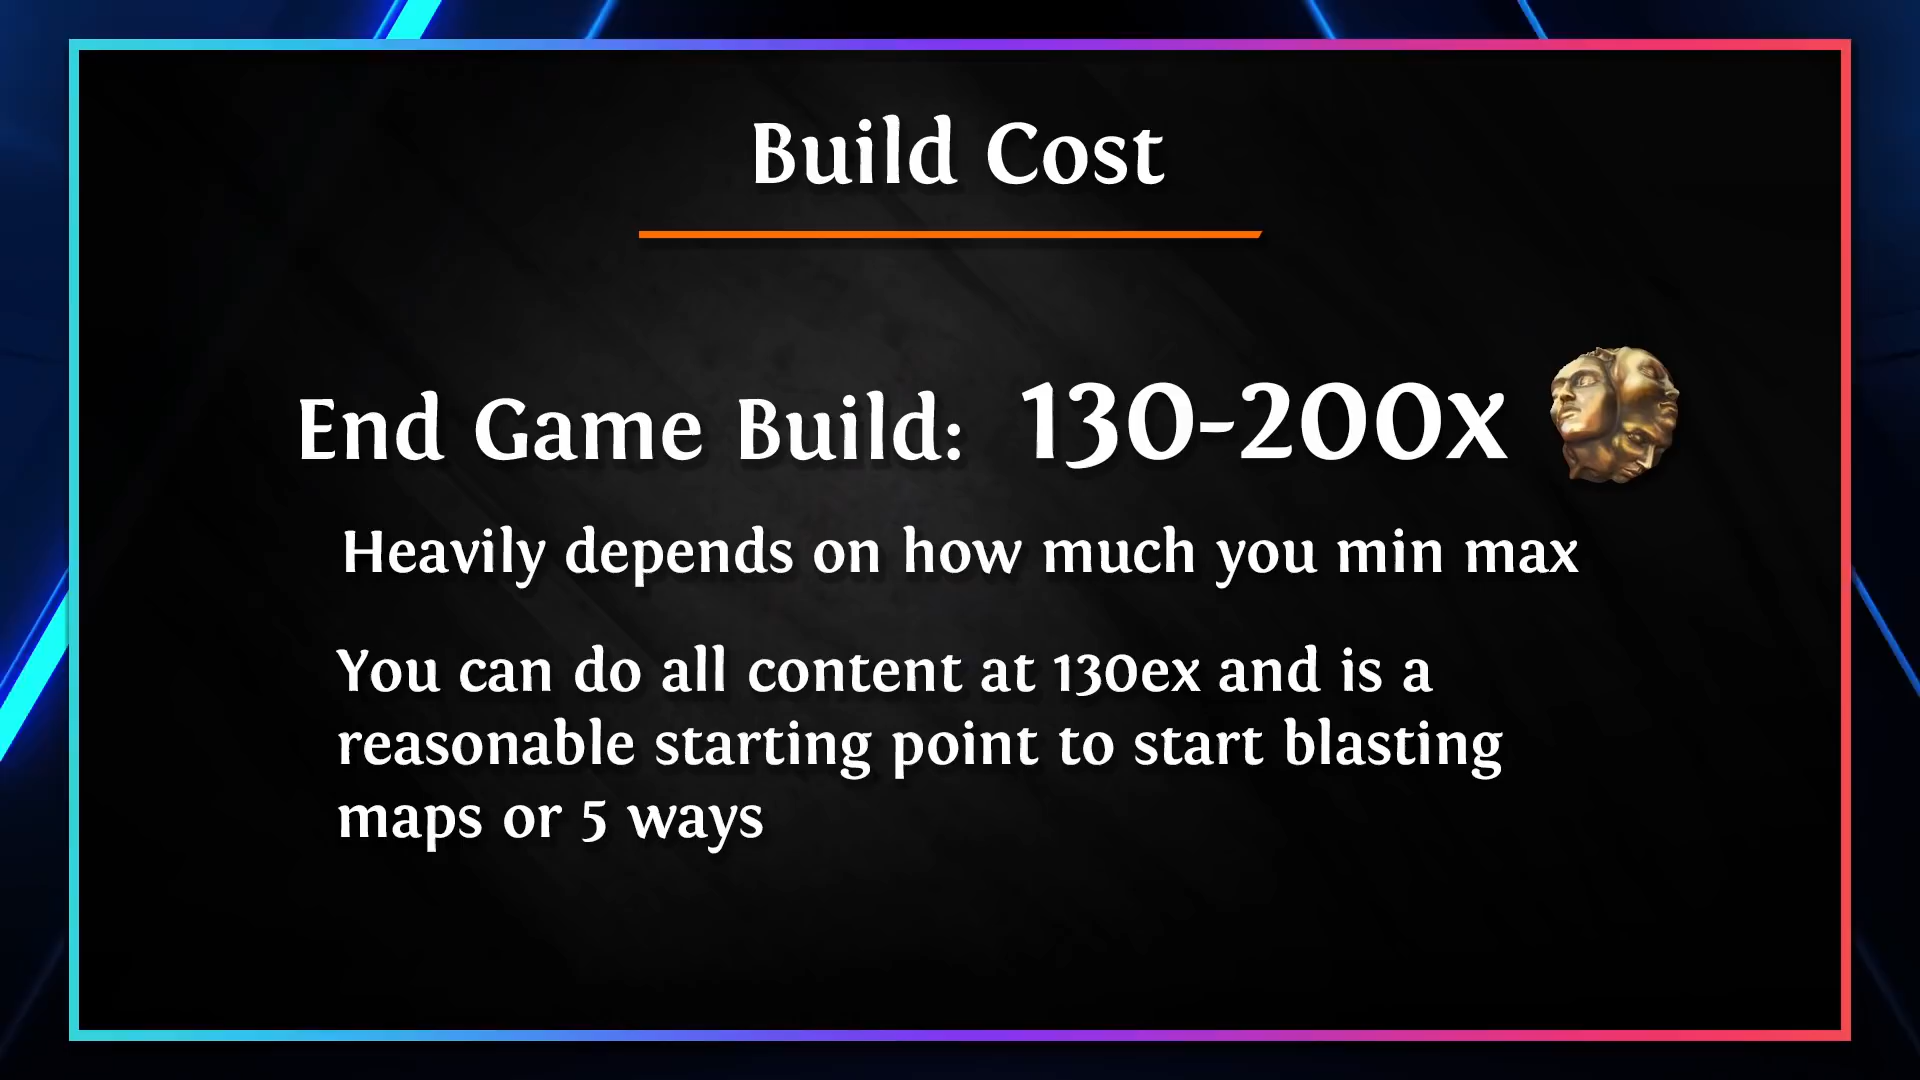 Build Cost
End Game Build: 130-200x
Heavily depends on how much you min max
You can do all content at 130ex and is a
reasonable starting point to start blasting
maps or 5 ways